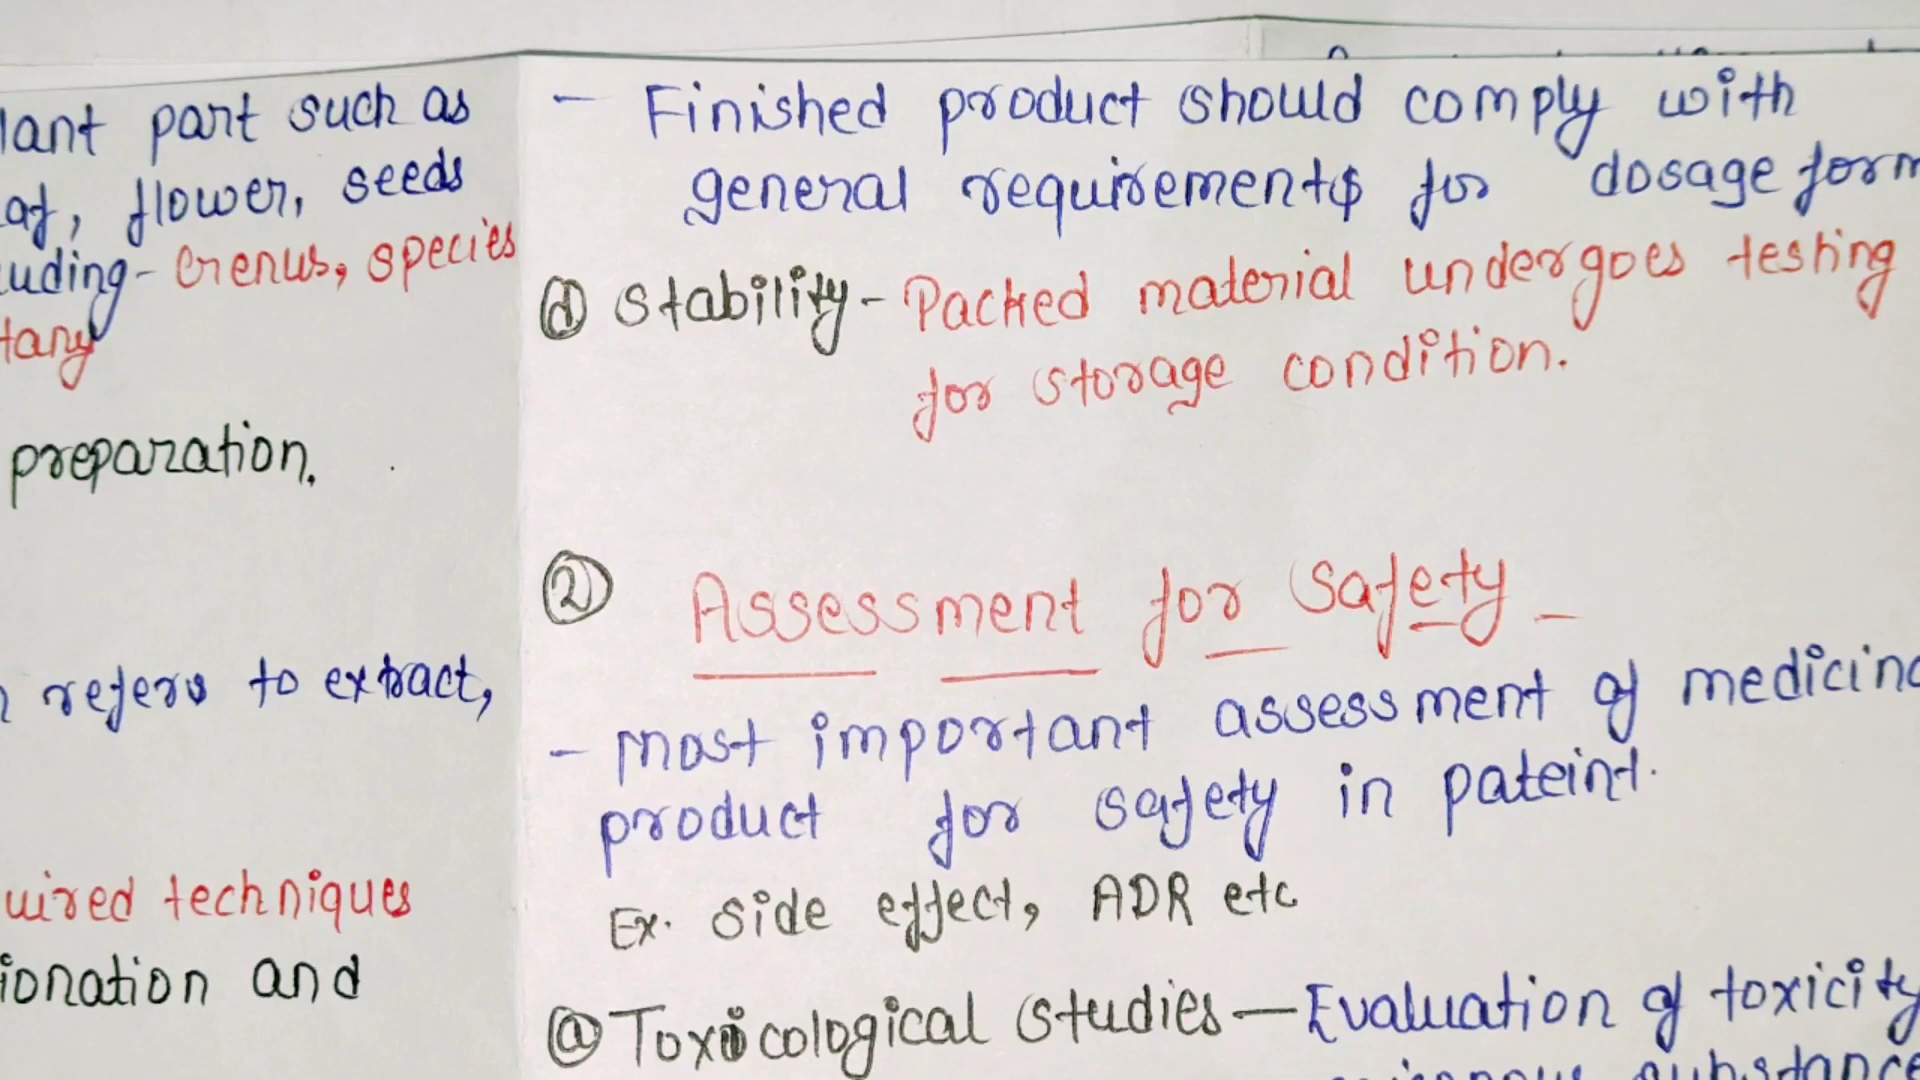 lant part such as
af, flower, seeds
uding - Genus, species
tany
preparation.
refers to extract,
uired techniques
ionation and
- Finished product should comply with
general requirements for dosage form
(d) Stability - Packed material undergoes testing
for storage condition.
(2) Assessment for Safety -
- Most important assessment of medicina
product for safety in pateint.
Ex. Side effect, ADR etc
(a) Toxicological studies — Evaluation of toxicity
substance